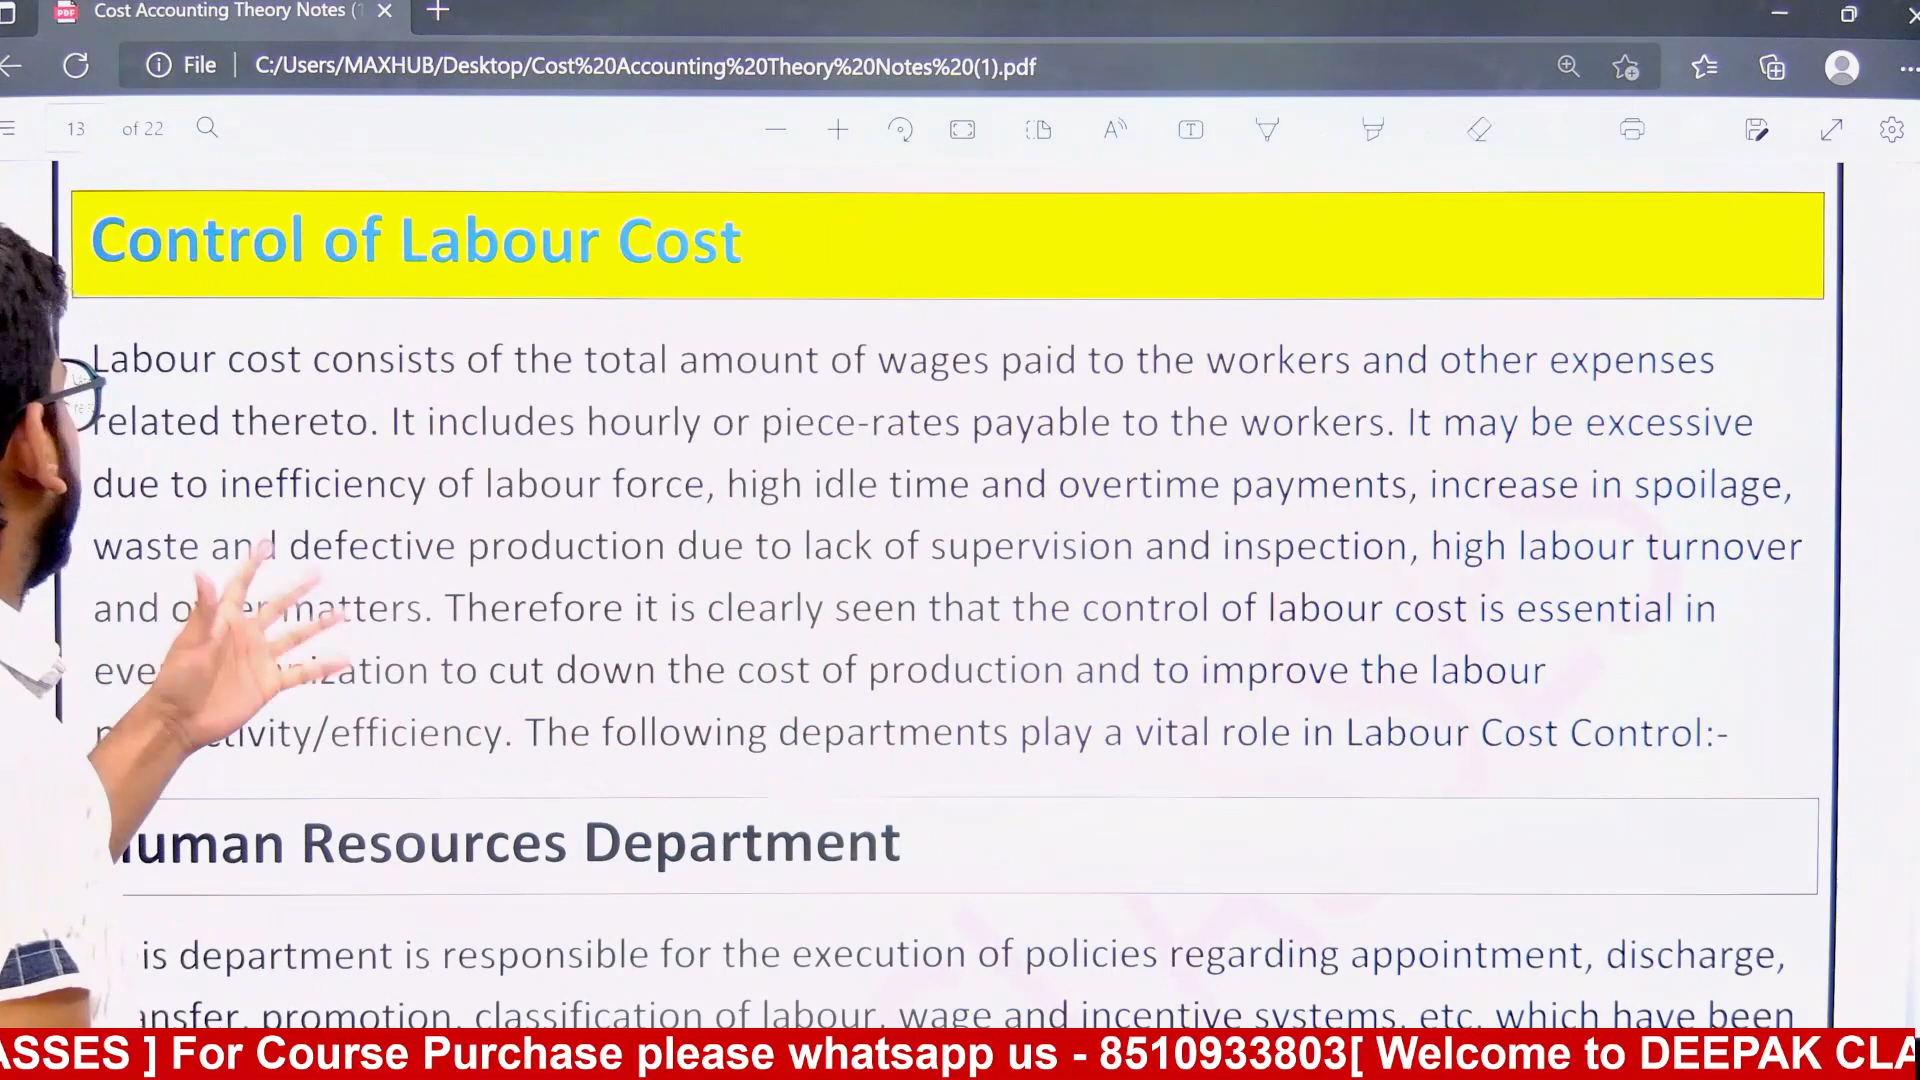 Cost Accounting Theory Notes (1
File
C:/Users/MAXHUB/Desktop/Cost%20Accounting%20Theory%20Notes%20(1).pdf
13 of 22
Control of Labour Cost
Labour cost consists of the total amount of wages paid to the workers and other expenses
related thereto. It includes hourly or piece-rates payable to the workers. It may be excessive
due to inefficiency of labour force, high idle time and overtime payments, increase in spoilage,
waste and defective production due to lack of supervision and inspection, high labour turnover
and matters. Therefore it is clearly seen that the control of labour cost is essential in
to cut down the cost of production and to improve the labour
/efficiency. The following departments play a vital role in Labour Cost Control:-
Human Resources Department
is department is responsible for the execution of policies regarding appointment, discharge,
ansfer, promotion, classification of labour, wage and incentive systems, etc. which have been
ASSES ] For Course Purchase please whatsapp us - 8510933803[ Welcome to DEEPAK CLA